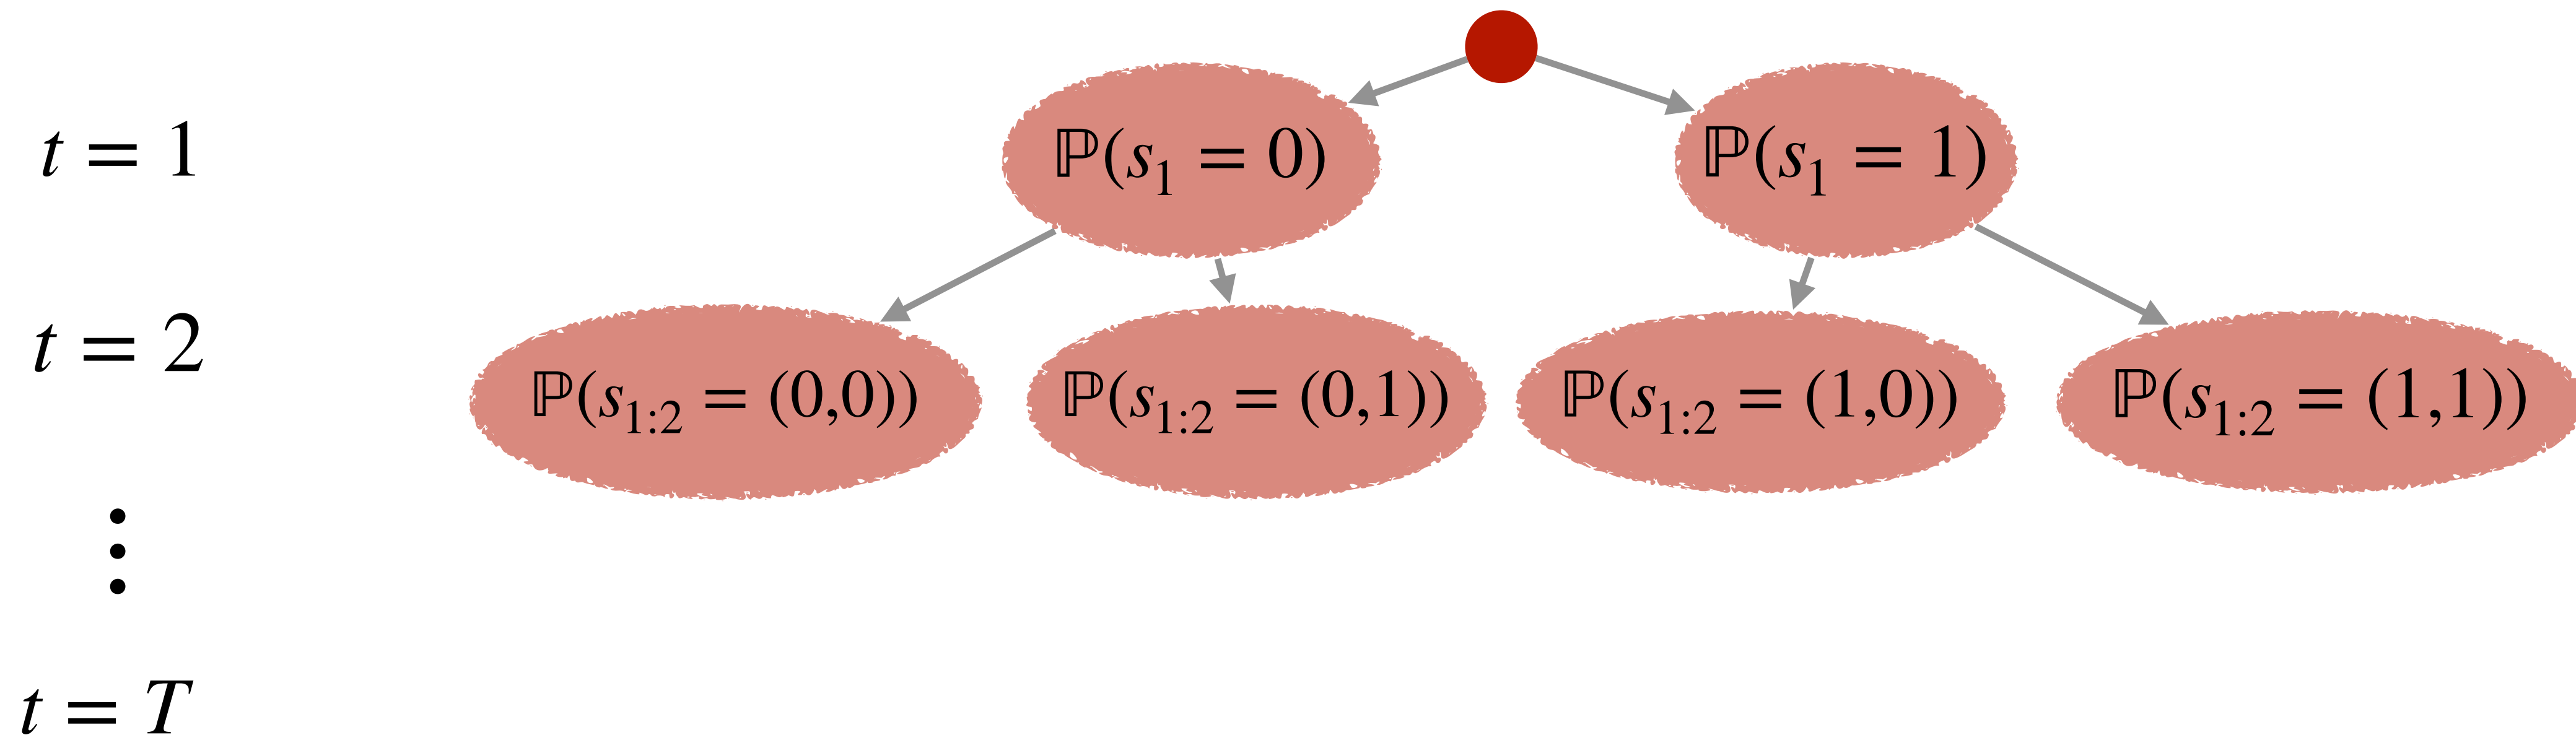 t = 1 ℙ(s₁ = 0) ℙ(s₁ = 1)
t = 2 ℙ(s₁:₂ = (0,0)) ℙ(s₁:₂ = (0,1)) ℙ(s₁:₂ = (1,0)) ℙ(s₁:₂ = (1,1))
⋮
t = T